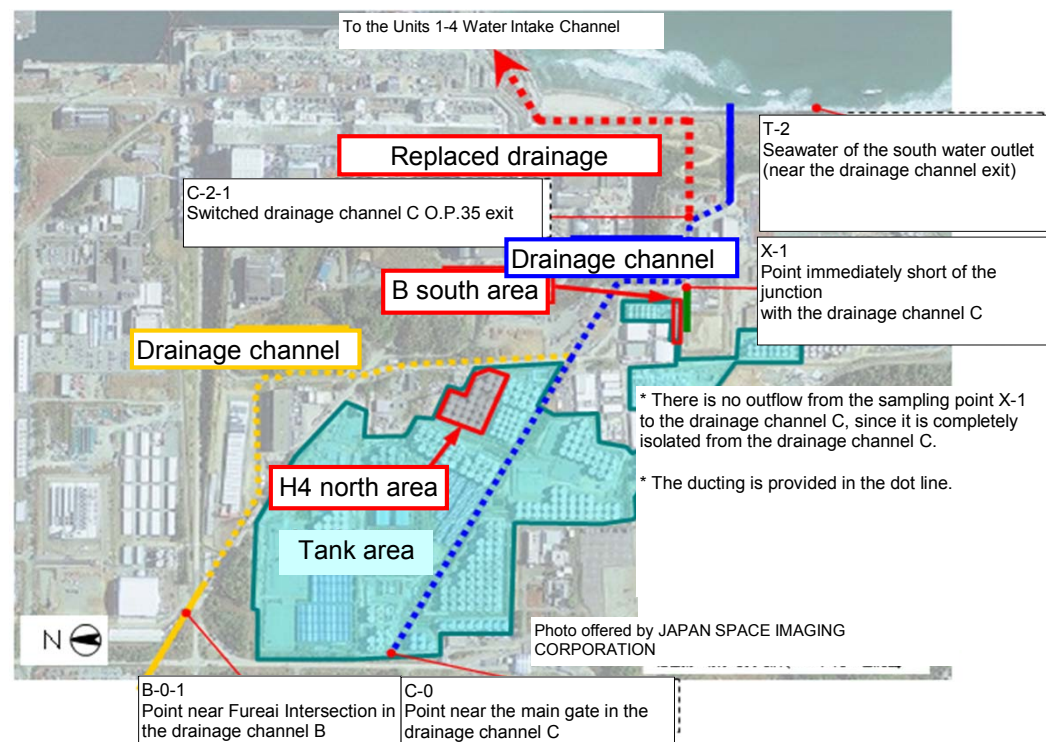 To the Units 1-4 Water Intake Channel
T-2
Seawater of the south water outlet
(near the drainage channel exit)
Replaced drainage
C-2-1
Switched drainage channel C O.P.35 exit
X-1
Point immediately short of the
junction
with the drainage channel C
Drainage channel
B south area
Drainage channel
* There is no outflow from the sampling point X-1
to the drainage channel C, since it is completely
isolated from the drainage channel C.
* The ducting is provided in the dot line.
H4 north area
Tank area
N
Photo offered by JAPAN SPACE IMAGING
CORPORATION
B-0-1
Point near Fureai Intersection in
the drainage channel B
C-0
Point near the main gate in the
drainage channel C